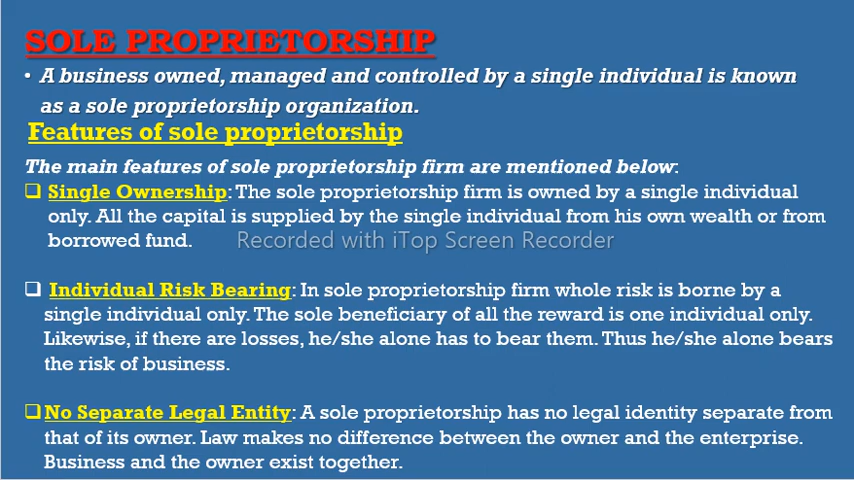 SOLE PROPRIETORSHIP
• A business owned, managed and controlled by a single individual is known
as a sole proprietorship organization.
Features of sole proprietorship
The main features of sole proprietorship firm are mentioned below:
❑ Single Ownership: The sole proprietorship firm is owned by a single individual
only. All the capital is supplied by the single individual from his own wealth or from
borrowed fund.
Recorded with iTop Screen Recorder
❑ Individual Risk Bearing: In sole proprietorship firm whole risk is borne by a
single individual only. The sole beneficiary of all the reward is one individual only.
Likewise, if there are losses, he/she alone has to bear them. Thus he/she alone bears
the risk of business.
❑ No Separate Legal Entity: A sole proprietorship has no legal identity separate from
that of its owner. Law makes no difference between the owner and the enterprise.
Business and the owner exist together.